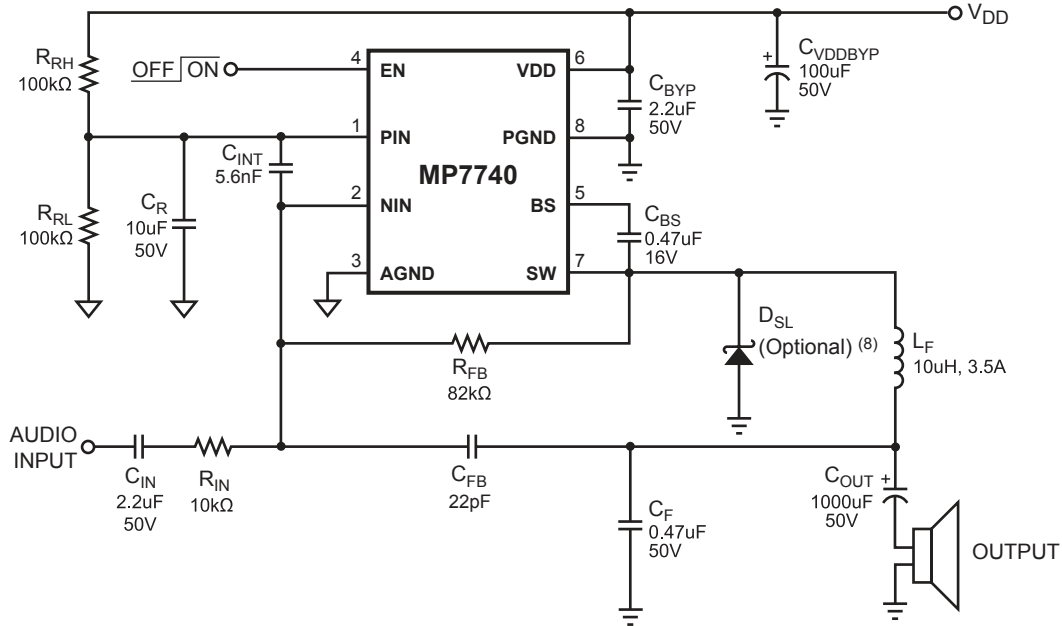 V_DD
R_RH
100kΩ
OFF ON
4
EN
VDD
6
C_VDDBYP
100uF
50V
+
C_BYP
2.2uF
50V
1
PIN
PGND
8
MP7740
C_INT
5.6nF
2
NIN
BS
5
C_R
10uF
50V
R_RL
100kΩ
C_BS
0.47uF
16V
3
AGND
SW
7
D_SL
(Optional) (8)
L_F
10uH, 3.5A
R_FB
82kΩ
AUDIO
INPUT
C_IN
2.2uF
50V
R_IN
10kΩ
C_FB
22pF
C_F
0.47uF
50V
C_OUT
1000uF
50V
+
OUTPUT